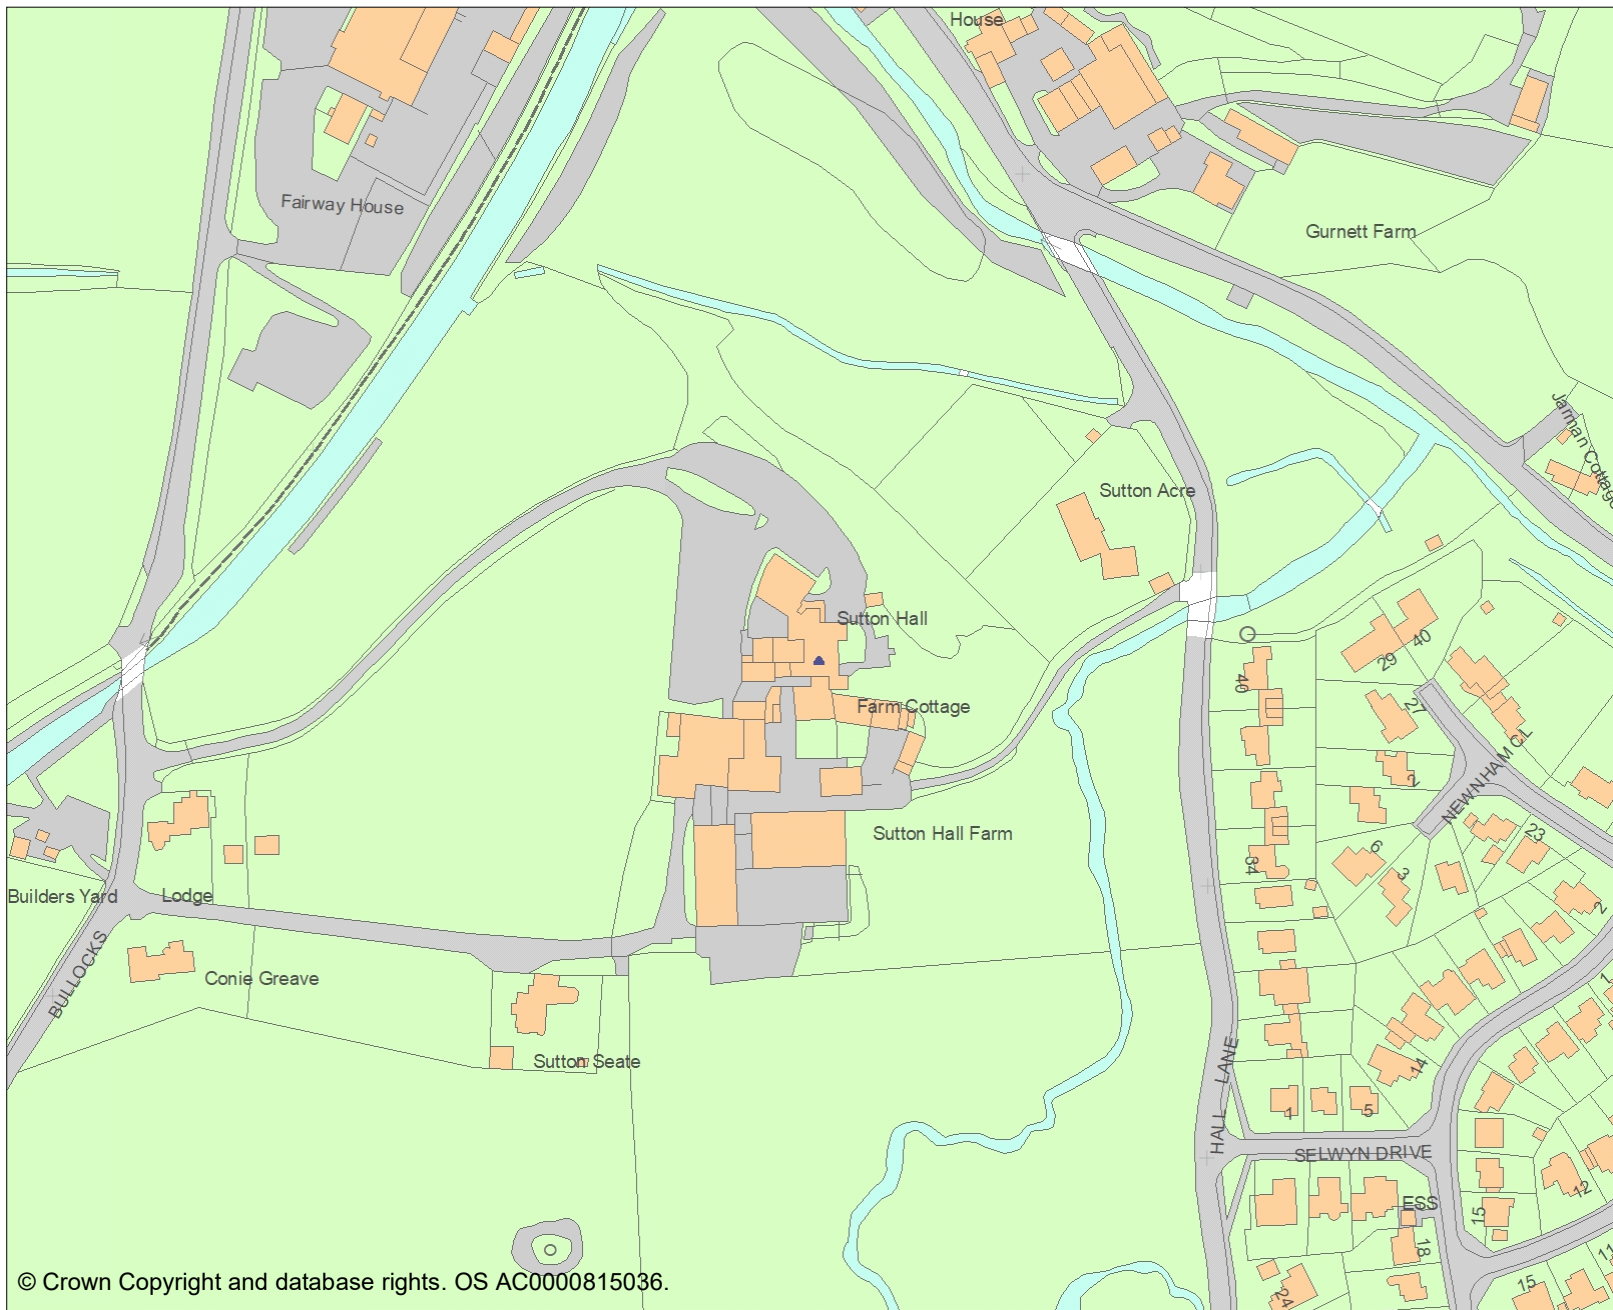 House
Fairway House
Gurnett Farm
Jarman Cottage
Sutton Acre
Sutton Hall
40
29
40
27
Farm Cottage
NEWNHAM CL
2
23
Sutton Hall Farm
6
34
3
Builders Yard
Lodge
2
BULLOCKS
Conie Greave
1
Sutton Seate
HALL LANE
14
1
5
SELWYN DRIVE
12
ESS
15
18
11
15
24
© Crown Copyright and database rights. OS AC0000815036.